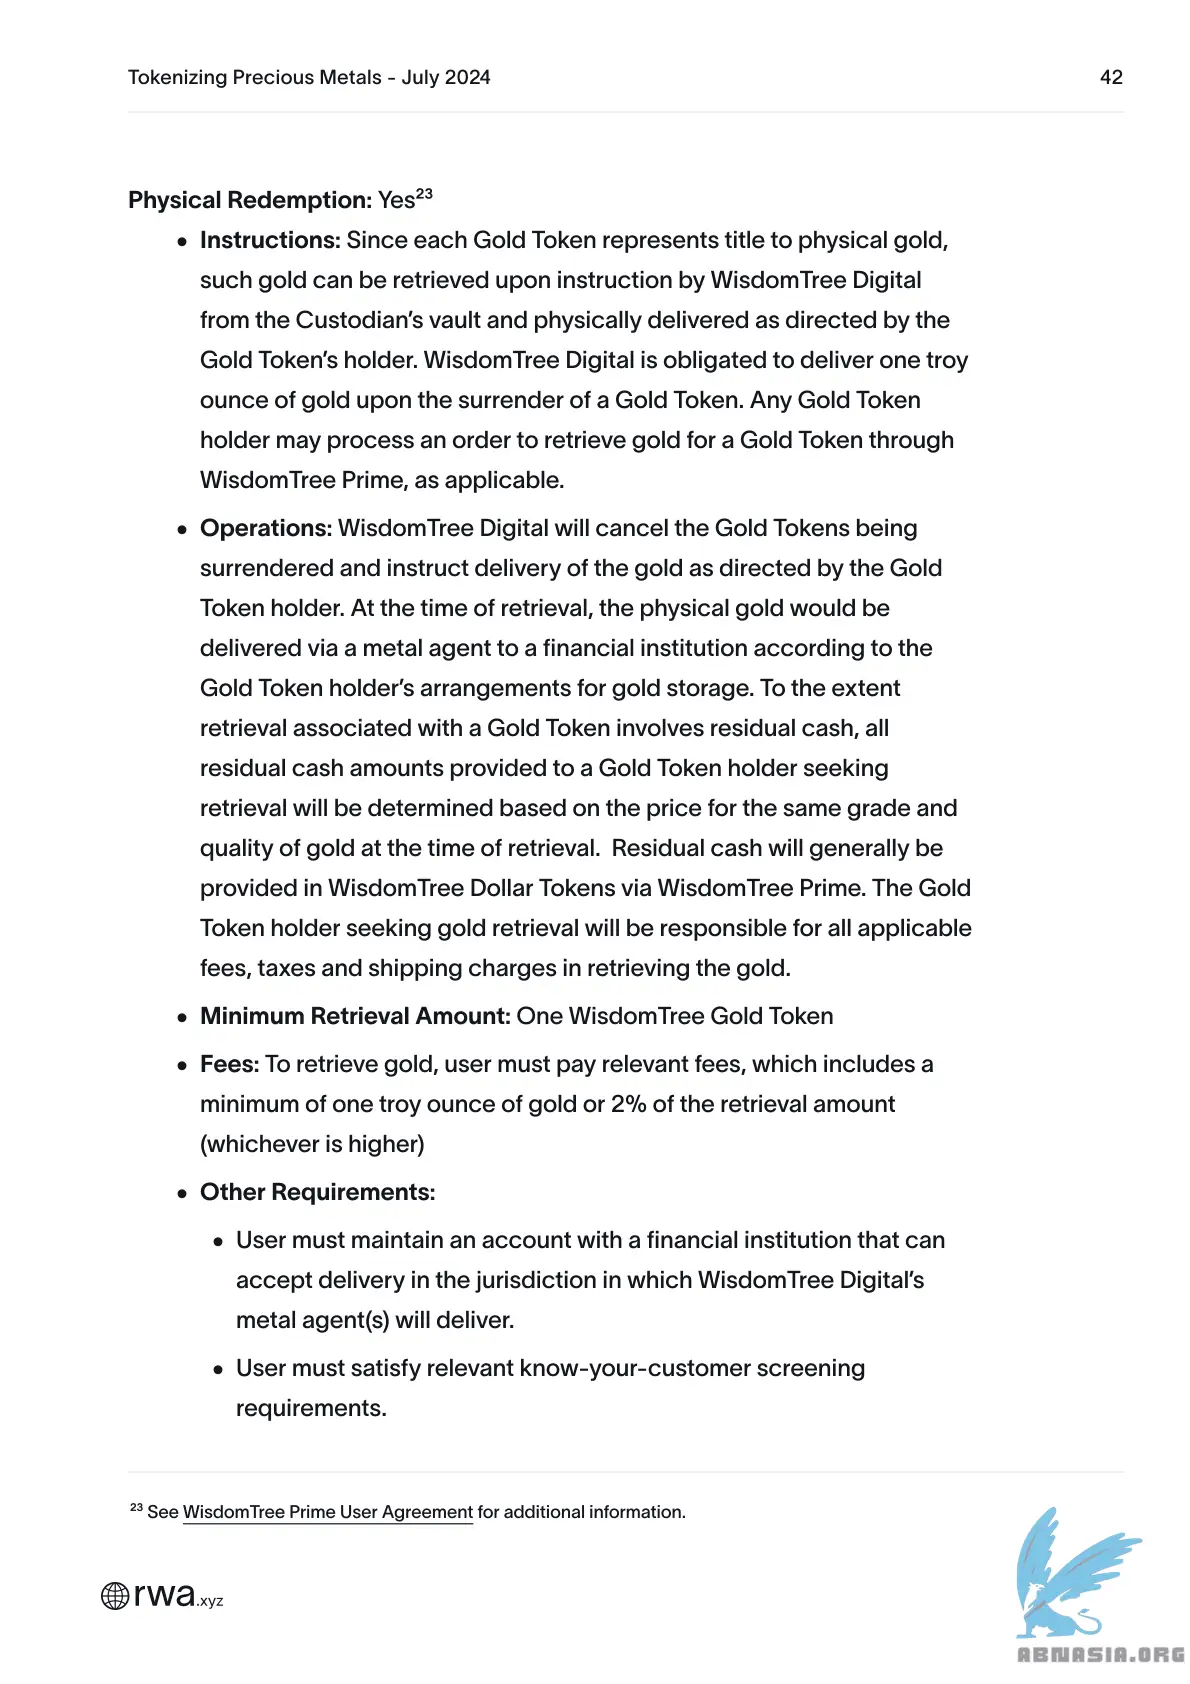 Tokenizing Precious Metals - July 2024 42
Physical Redemption: Yes23
• Instructions: Since each Gold Token represents title to physical gold,
such gold can be retrieved upon instruction by WisdomTree Digital
from the Custodian’s vault and physically delivered as directed by the
Gold Token’s holder. WisdomTree Digital is obligated to deliver one troy
ounce of gold upon the surrender of a Gold Token. Any Gold Token
holder may process an order to retrieve gold for a Gold Token through
WisdomTree Prime, as applicable.
• Operations: WisdomTree Digital will cancel the Gold Tokens being
surrendered and instruct delivery of the gold as directed by the Gold
Token holder. At the time of retrieval, the physical gold would be
delivered via a metal agent to a financial institution according to the
Gold Token holder’s arrangements for gold storage. To the extent
retrieval associated with a Gold Token involves residual cash, all
residual cash amounts provided to a Gold Token holder seeking
retrieval will be determined based on the price for the same grade and
quality of gold at the time of retrieval.  Residual cash will generally be
provided in WisdomTree Dollar Tokens via WisdomTree Prime. The Gold
Token holder seeking gold retrieval will be responsible for all applicable
fees, taxes and shipping charges in retrieving the gold.
• Minimum Retrieval Amount: One WisdomTree Gold Token
• Fees: To retrieve gold, user must pay relevant fees, which includes a
minimum of one troy ounce of gold or 2% of the retrieval amount
(whichever is higher)
• Other Requirements:
• User must maintain an account with a financial institution that can
accept delivery in the jurisdiction in which WisdomTree Digital’s
metal agent(s) will deliver.
• User must satisfy relevant know-your-customer screening
requirements.
23 See WisdomTree Prime User Agreement for additional information.
rwa.xyz
ABNASIA.ORG